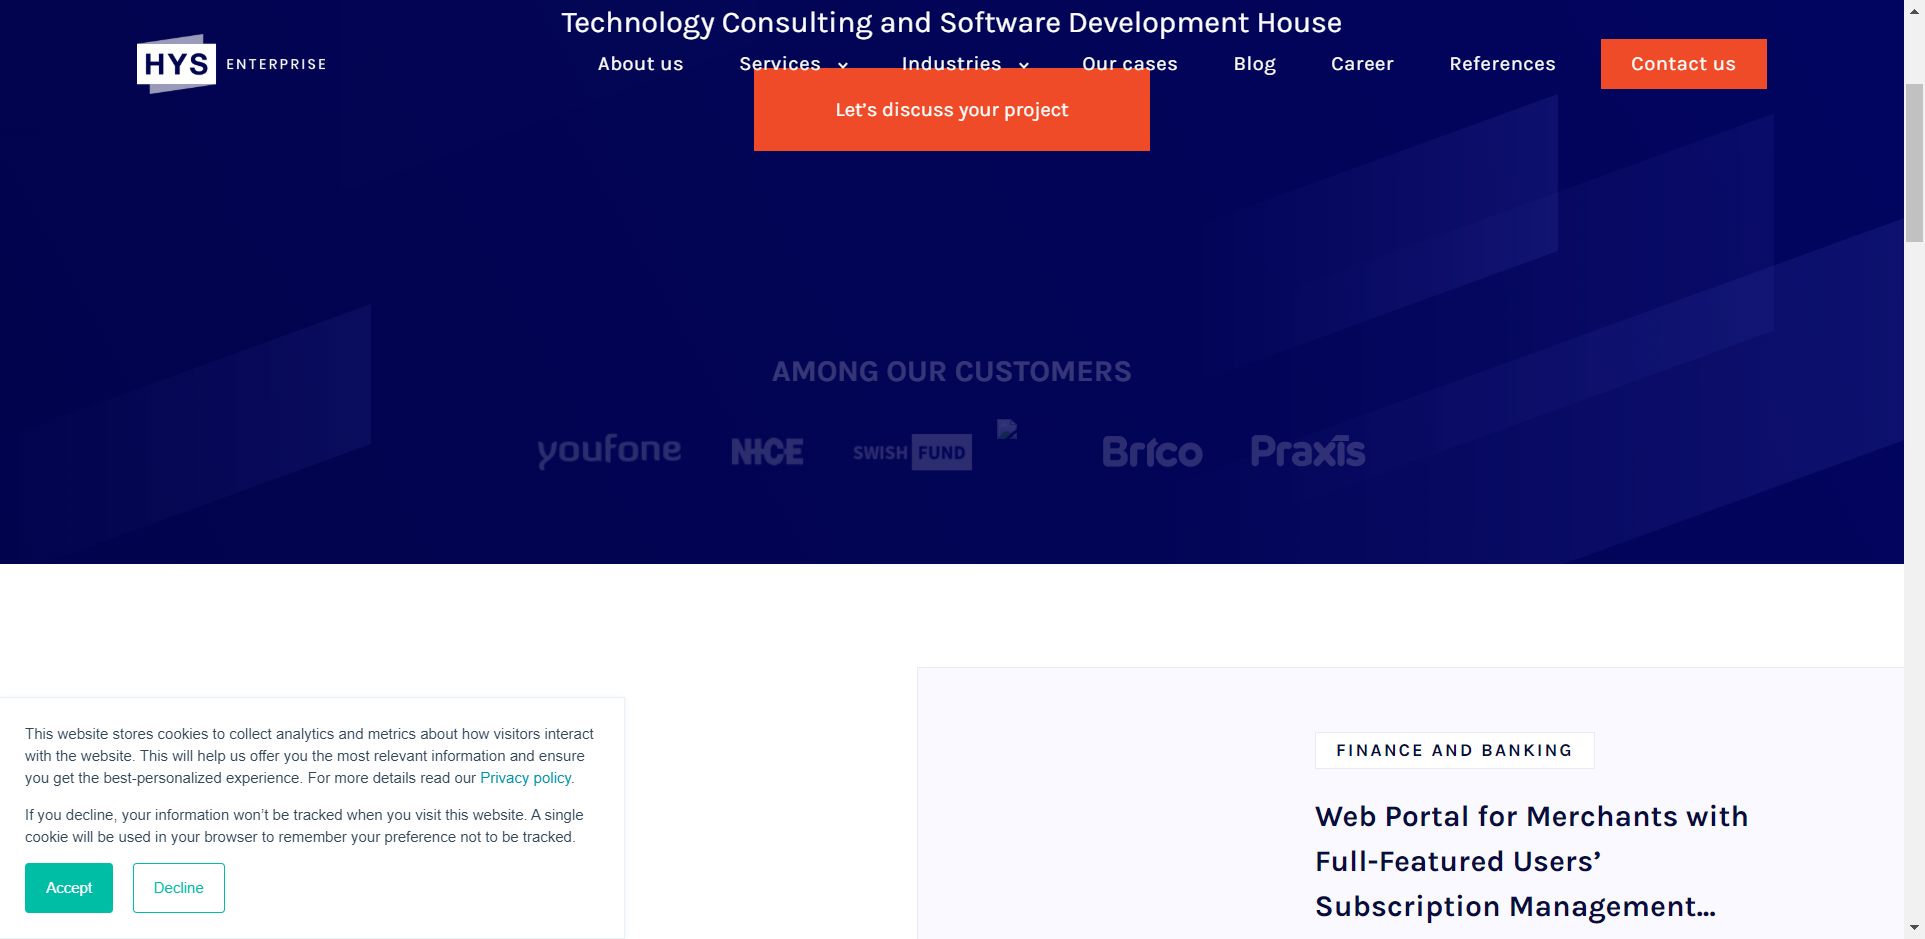 Technology Consulting and Software Development House
HYS ENTERPRISE
About us Services Industries Our cases Blog Career References Contact us
Let’s discuss your project
AMONG OUR CUSTOMERS
youfone NICE SWISH FUND Brico Praxis
FINANCE AND BANKING
Web Portal for Merchants with
Full-Featured Users’
Subscription Management...
This website stores cookies to collect analytics and metrics about how visitors interact
with the website. This will help us offer you the most relevant information and ensure
you get the best-personalized experience. For more details read our Privacy policy.
If you decline, your information won’t be tracked when you visit this website. A single
cookie will be used in your browser to remember your preference not to be tracked.
Accept Decline